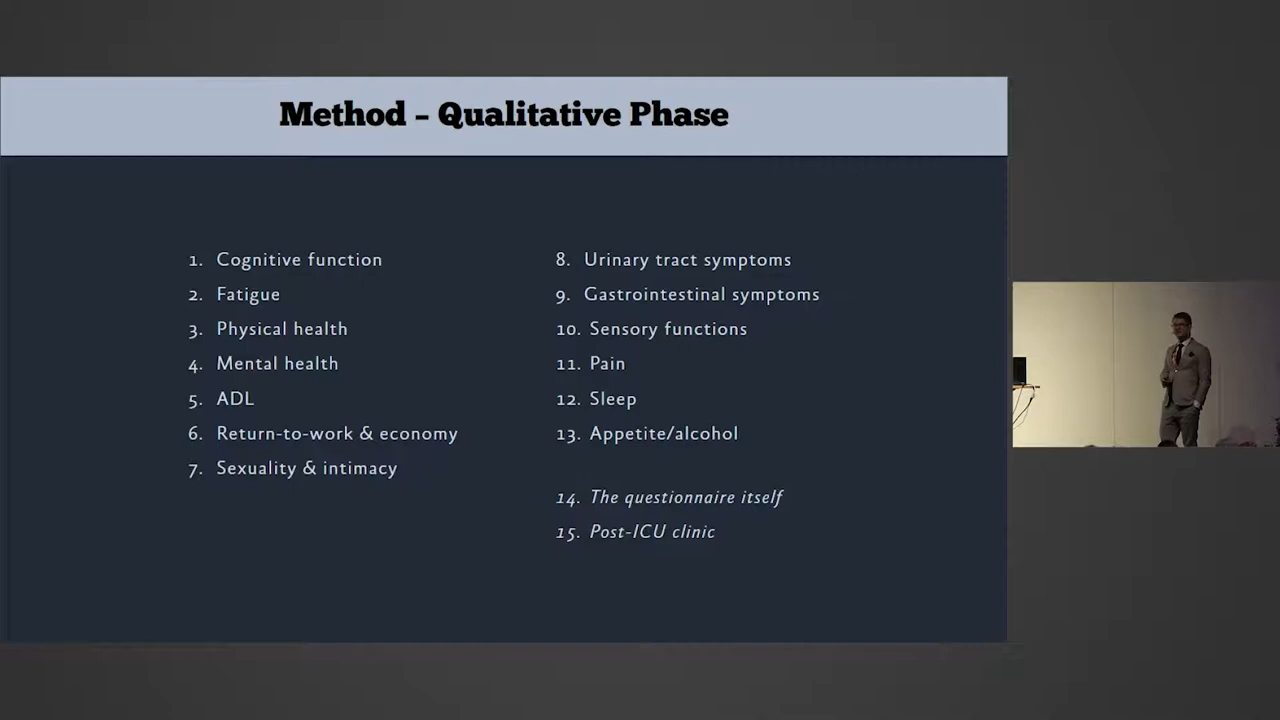 Method – Qualitative Phase
1. Cognitive function
2. Fatigue
3. Physical health
4. Mental health
5. ADL
6. Return-to-work & economy
7. Sexuality & intimacy
8. Urinary tract symptoms
9. Gastrointestinal symptoms
10. Sensory functions
11. Pain
12. Sleep
13. Appetite/alcohol
14. The questionnaire itself
15. Post-ICU clinic